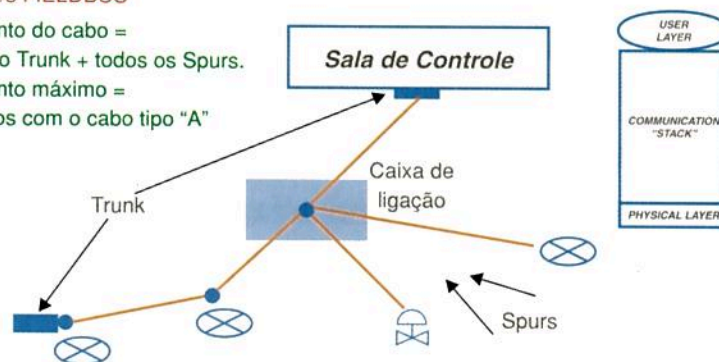 nto do cabo =
o Trunk + todos os Spurs.
nto máximo =
os com o cabo tipo “A”
Sala de Controle
Caixa de
ligação
Trunk
Spurs
USER
LAYER
COMMUNICATION
"STACK"
PHYSICAL LAYER